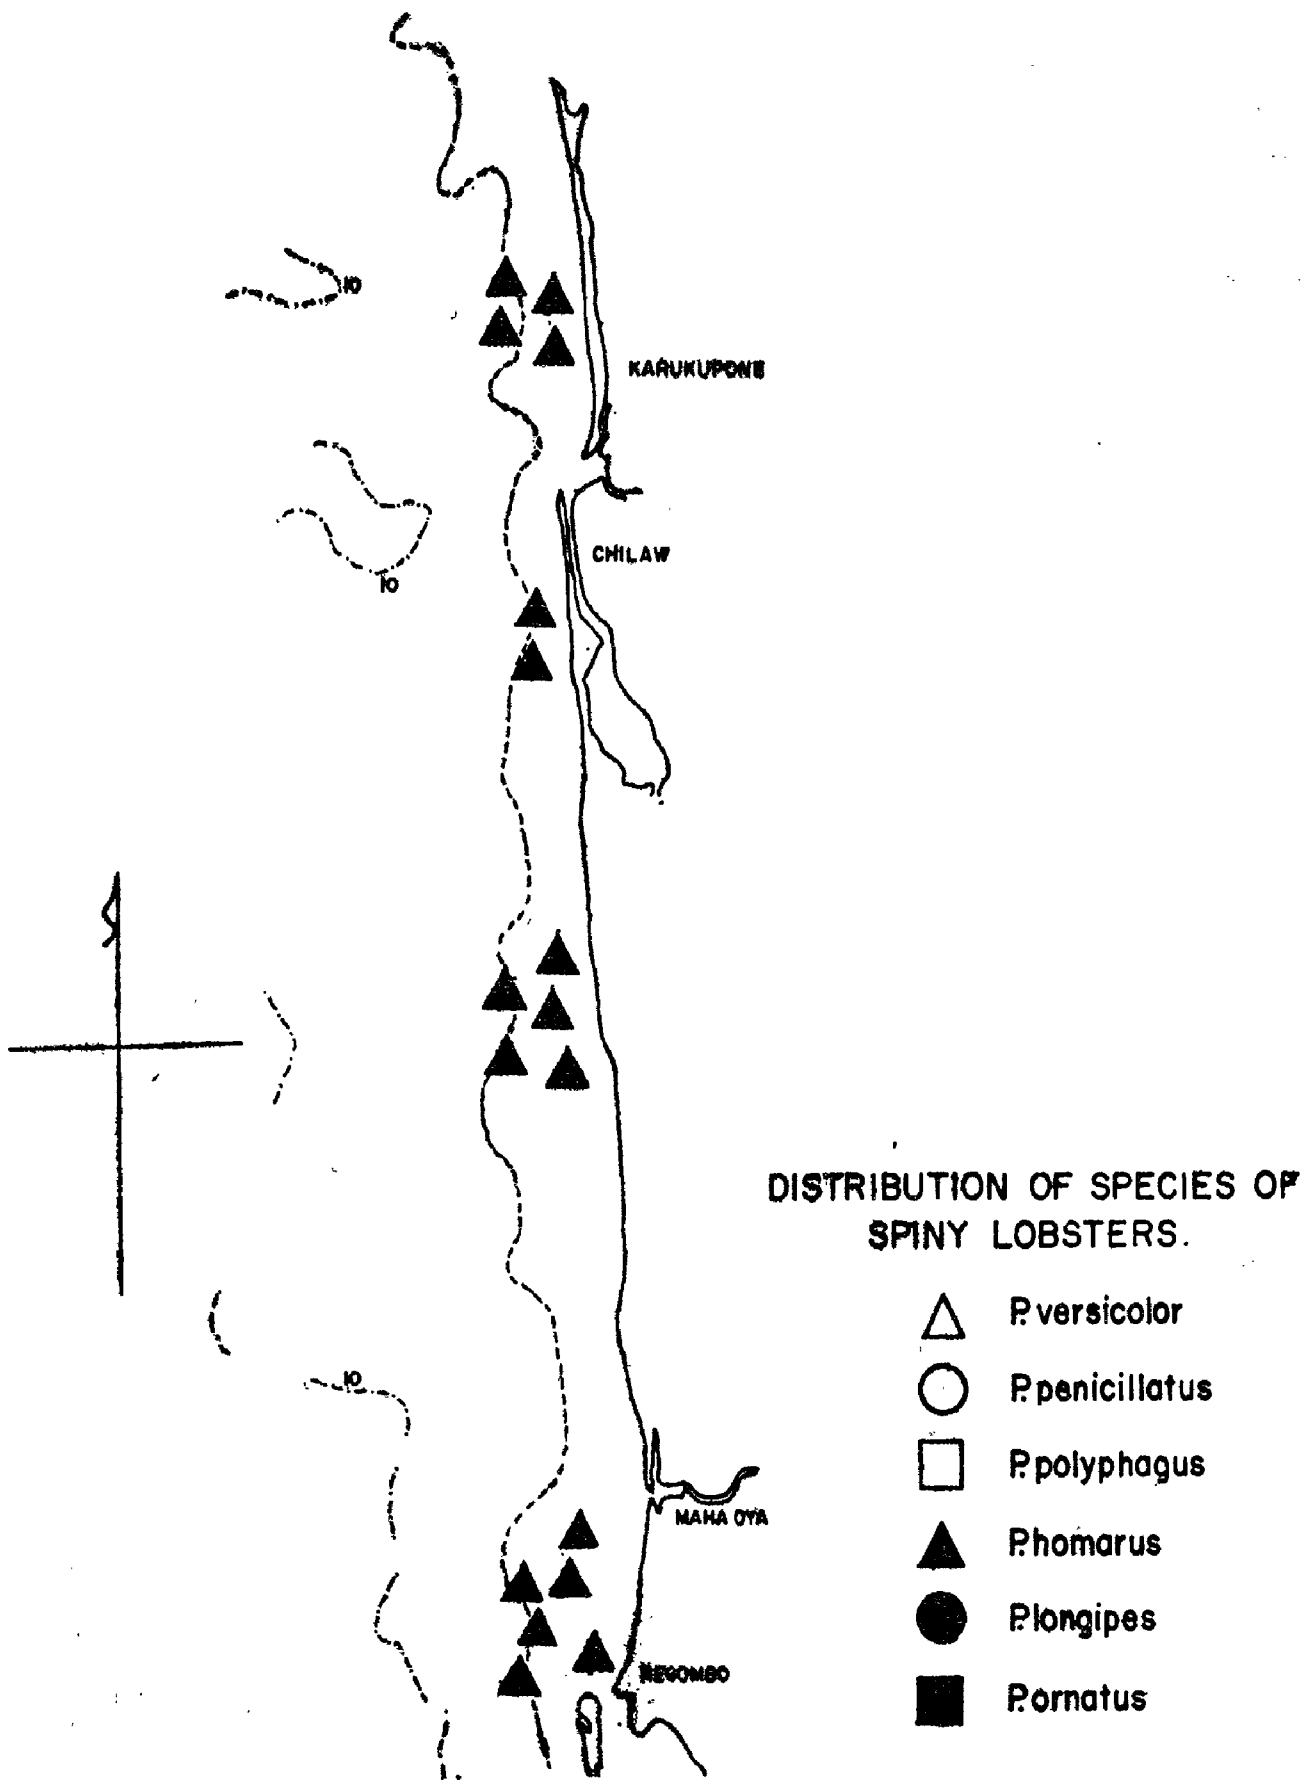 10
KARUKUPONE
CHILAW
10
DISTRIBUTION OF SPECIES OF
SPINY LOBSTERS.
P. versicolor
10
P. penicillatus
P. polyphagus
MAHA OYA
P. homarus
P. longipes
NEGOMBO
P. ornatus